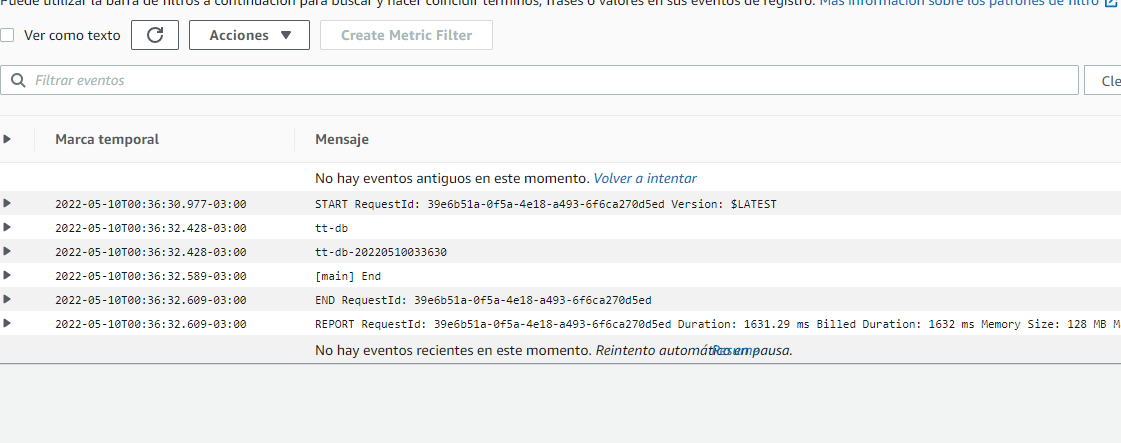 Puede utilizar la barra de filtros a continuación para buscar y hacer coincidir términos, frases o valores en sus eventos de registro. Más información sobre los patrones de filtro
Ver como texto Acciones Create Metric Filter
Filtrar eventos Cle
Marca temporal Mensaje
No hay eventos antiguos en este momento. Volver a intentar
2022-05-10T00:36:30.977-03:00 START RequestId: 39e6b51a-0f5a-4e18-a493-6f6ca270d5ed Version: $LATEST
2022-05-10T00:36:32.428-03:00 tt-db
2022-05-10T00:36:32.428-03:00 tt-db-20220510033630
2022-05-10T00:36:32.589-03:00 [main] End
2022-05-10T00:36:32.609-03:00 END RequestId: 39e6b51a-0f5a-4e18-a493-6f6ca270d5ed
2022-05-10T00:36:32.609-03:00 REPORT RequestId: 39e6b51a-0f5a-4e18-a493-6f6ca270d5ed Duration: 1631.29 ms Billed Duration: 1632 ms Memory Size: 128 MB M
No hay eventos recientes en este momento. Reintento automático en pausa. Resume